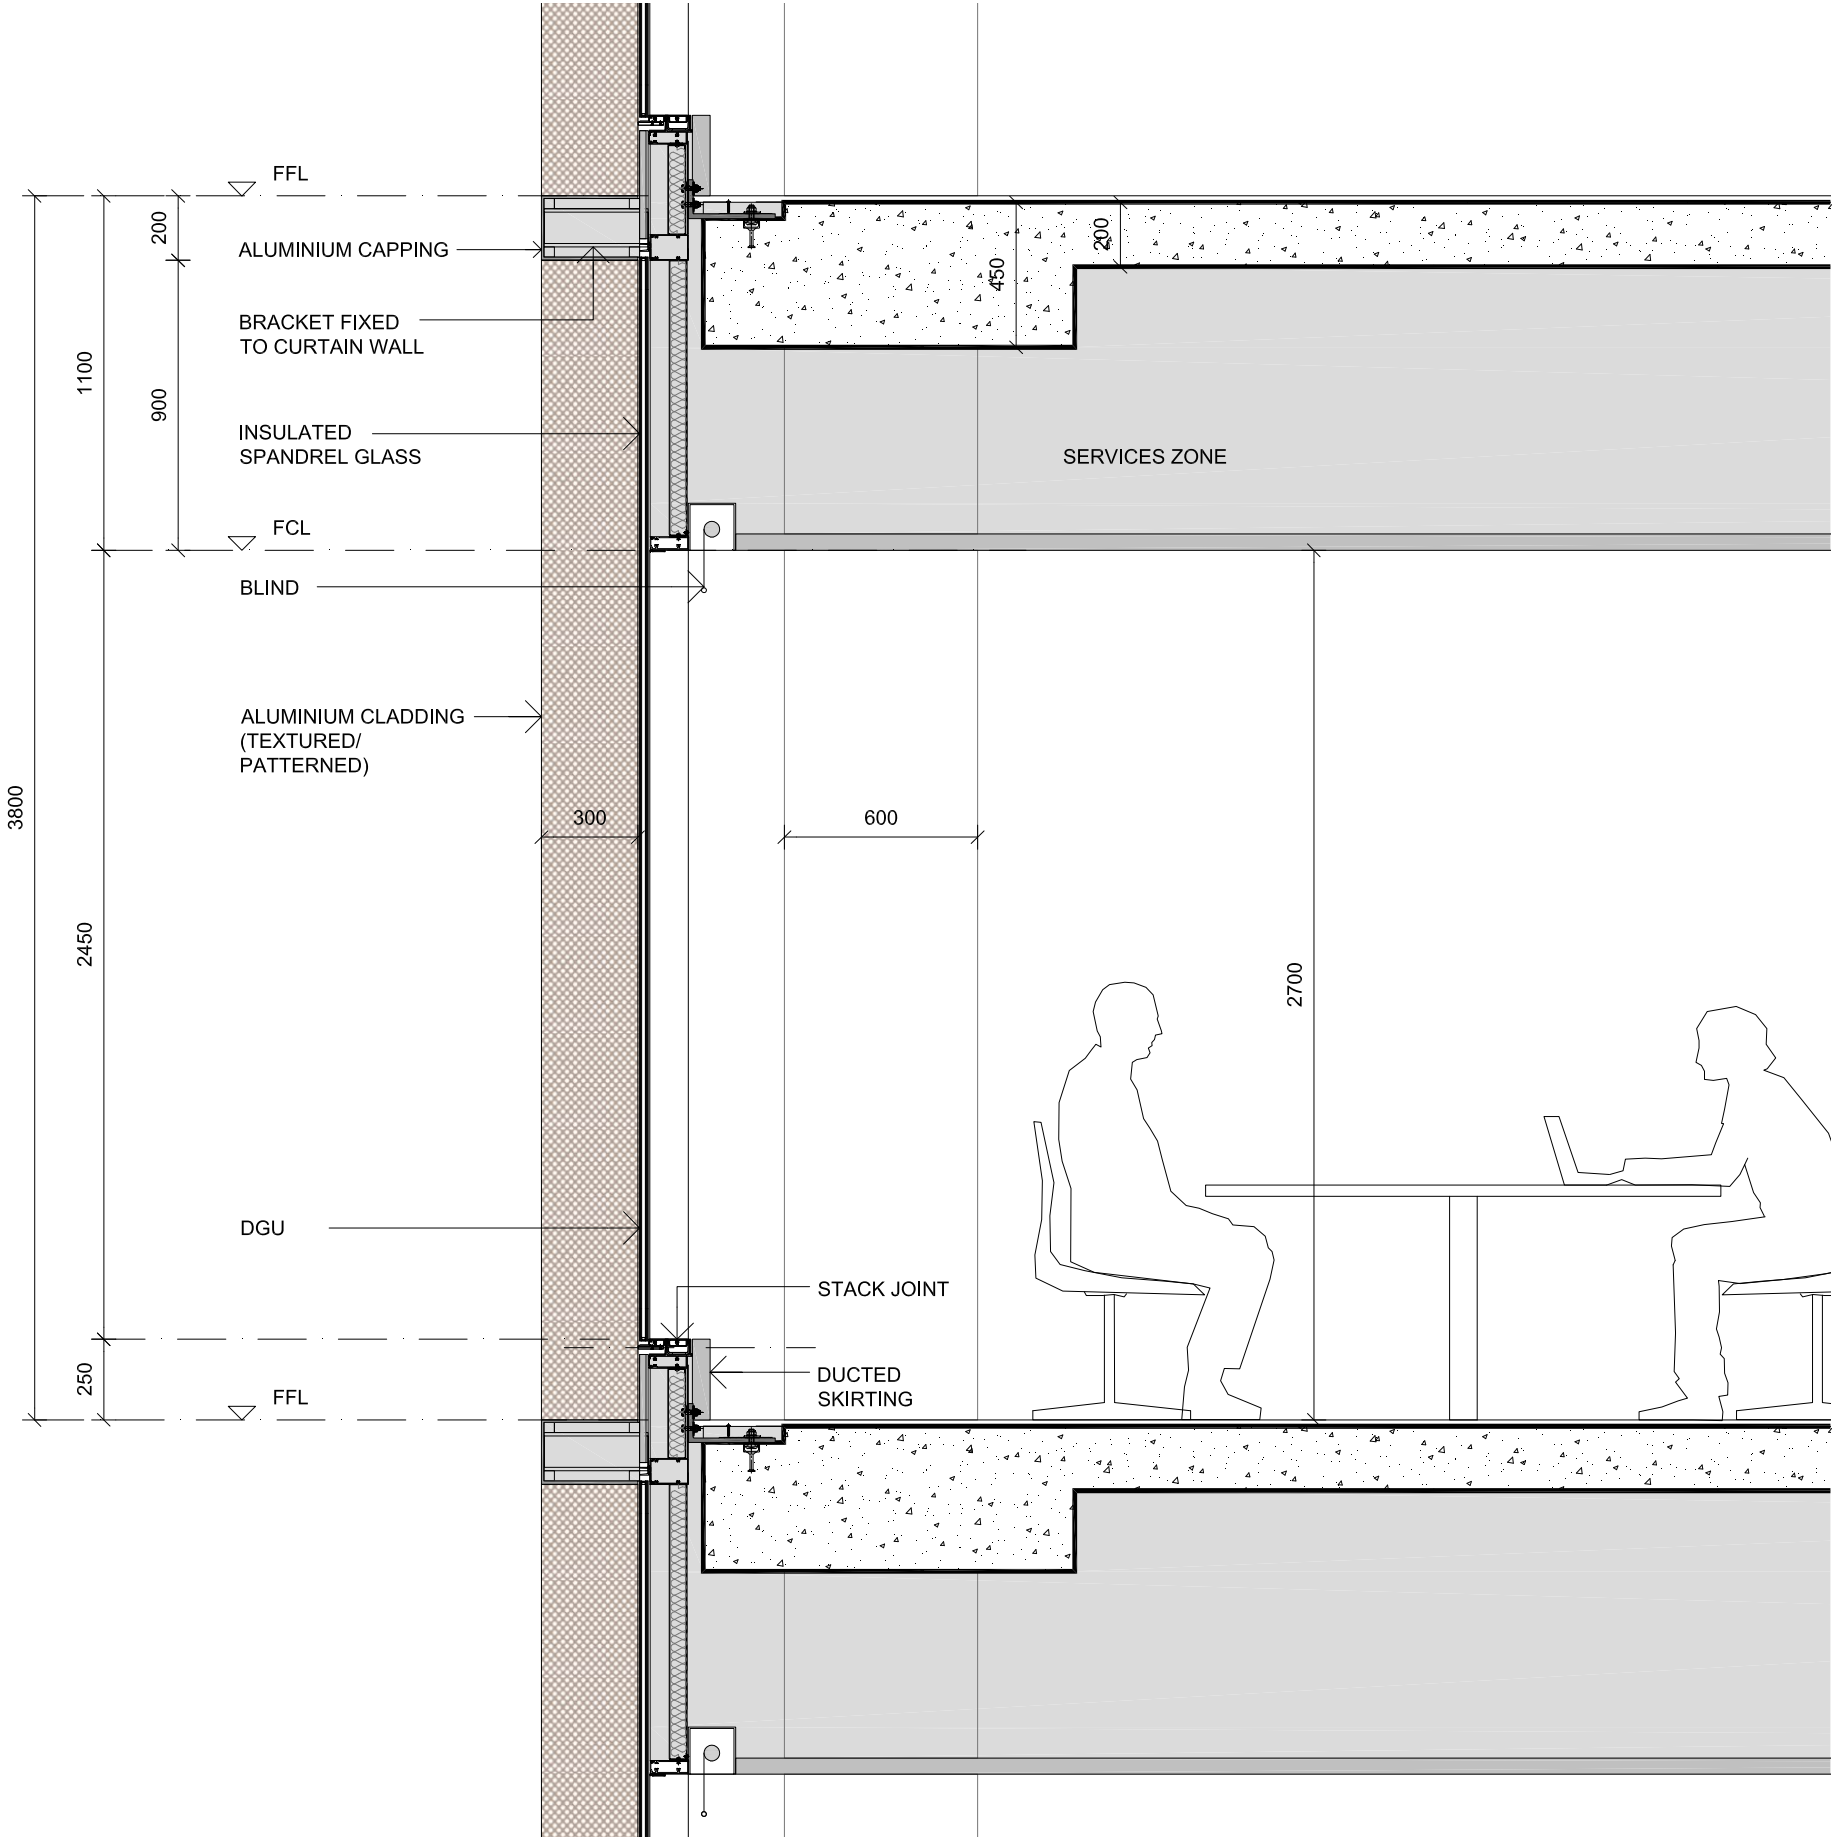 FFL
200
ALUMINIUM CAPPING
200
450
BRACKET FIXED
TO CURTAIN WALL
1100
900
INSULATED
SPANDREL GLASS
SERVICES ZONE
FCL
BLIND
ALUMINIUM CLADDING
(TEXTURED/
PATTERNED)
3800
300
600
2450
2700
DGU
STACK JOINT
250
DUCTED
SKIRTING
FFL